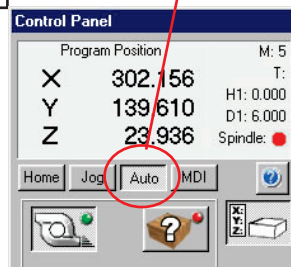 Control Panel
Program Position M: 5
X 302.156 T:
Y 139.610 H1: 0.000
Z 23.936 D1: 6.000
Spindle:
Home Jog Auto MDI ?
?
X:
Y:
Z: